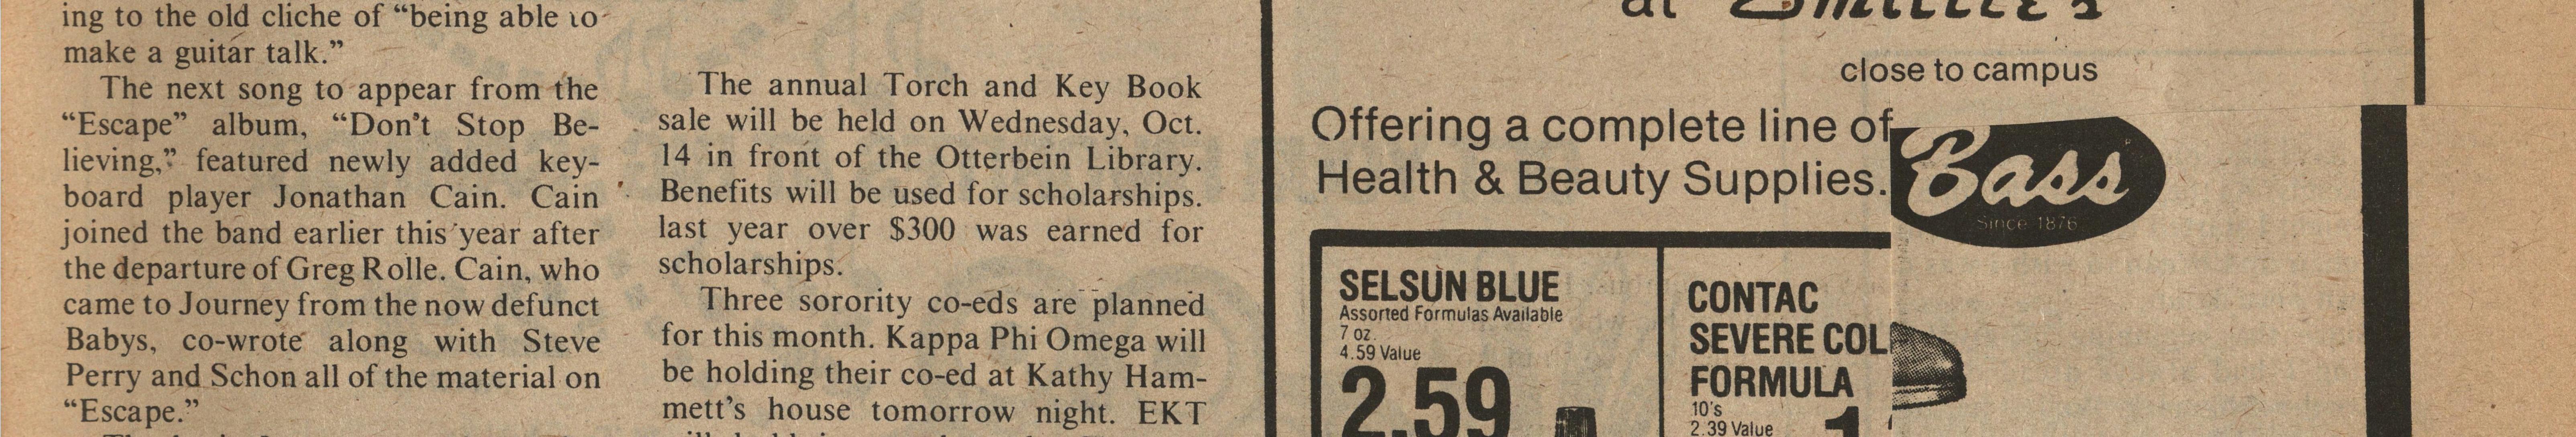 ing to the old cliche of “being able to
make a guitar talk.”
The next song to appear from the
“Escape” album, “Don’t Stop Be-
lieving,” featured newly added key-
board player Jonathan Cain. Cain
joined the band earlier this year after
the departure of Greg Rolle. Cain, who
came to Journey from the now defunct
Babys, co-wrote along with Steve
Perry and Schon all of the material on
“Escape.”
The annual Torch and Key Book
sale will be held on Wednesday, Oct.
14 in front of the Otterbein Library.
Benefits will be used for scholarships.
last year over $300 was earned for
scholarships.
Three sorority co-eds are planned
for this month. Kappa Phi Omega will
be holding their co-ed at Kathy Ham-
mett’s house tomorrow night. EKT
at
close to campus
Offering a complete line of
Health & Beauty Supplies.
Bass
Since 1876
SELSUN BLUE
Assorted Formulas Available
7 oz.
4.59 Value
2.59
CONTAC
SEVERE COL
FORMULA
10’s
2.39 Value